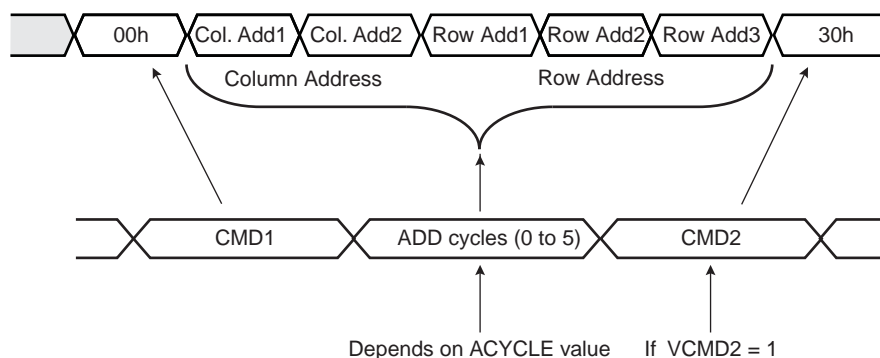 00h Col. Add1 Col. Add2 Row Add1 Row Add2 Row Add3 30h
Column Address Row Address
CMD1 ADD cycles (0 to 5) CMD2
Depends on ACYCLE value If VCMD2 = 1